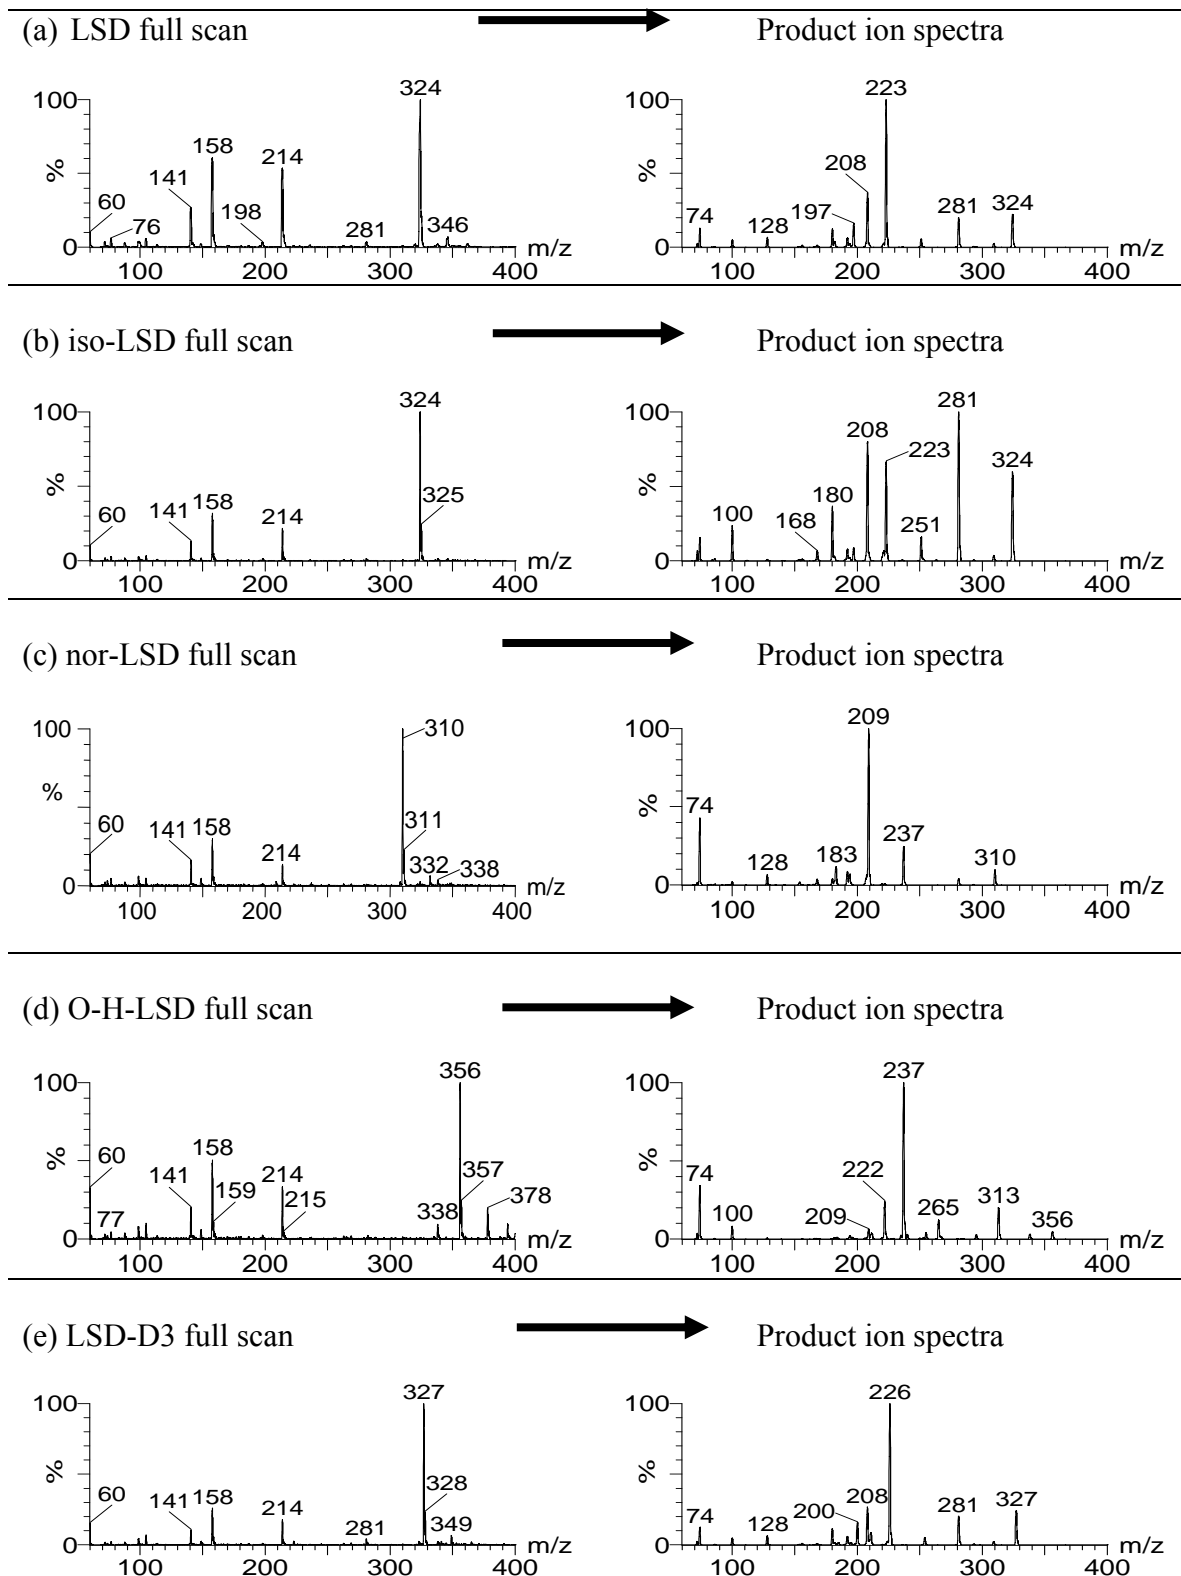 (a) LSD full scan Product ion spectra
100 324 100 223
158
214
141 208
% %
60 76 198 281 346 74 128 197 281 324
0 0
100 200 300 400 m/z 100 200 300 400 m/z
(b) iso-LSD full scan Product ion spectra
100 324 100 281
208
223
324
% 325 % 180
60 141 158 214 100 168 251
0 0
100 200 300 400 m/z 100 200 300 400 m/z
(c) nor-LSD full scan Product ion spectra
100 310 100 209
% %
74
60 141 158 214 311 332 338 128 183 237 310
0 0
100 200 300 400 m/z 100 200 300 400 m/z
(d) O-H-LSD full scan Product ion spectra
100 356 100 237
158
% %
60 141 159 214 215 357 378 74 222
77 338 100 209 265 313 356
0 0
100 200 300 400 m/z 100 200 300 400 m/z
(e) LSD-D3 full scan Product ion spectra
100 327 100 226
% %
328
60 141 158 214 281 349 74 128 200 208 281 327
0 0
100 200 300 400 m/z 100 200 300 400 m/z